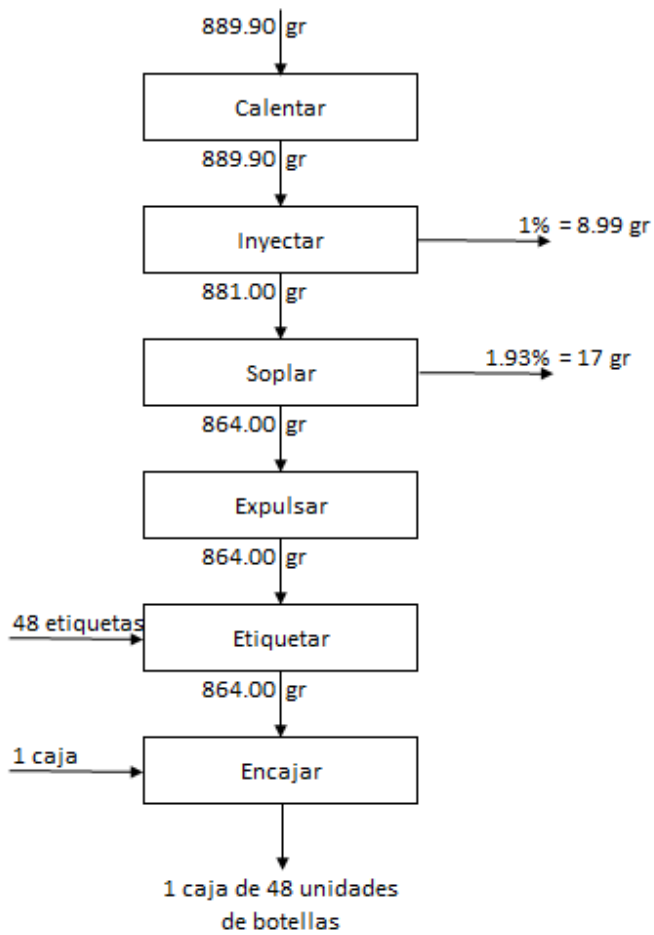 889.90 gr
Calentar
889.90 gr
Inyectar
1% = 8.99 gr
881.00 gr
Soplar
1.93% = 17 gr
864.00 gr
Expulsar
864.00 gr
48 etiquetas
Etiquetar
864.00 gr
1 caja
Encajar
1 caja de 48 unidades
de botellas